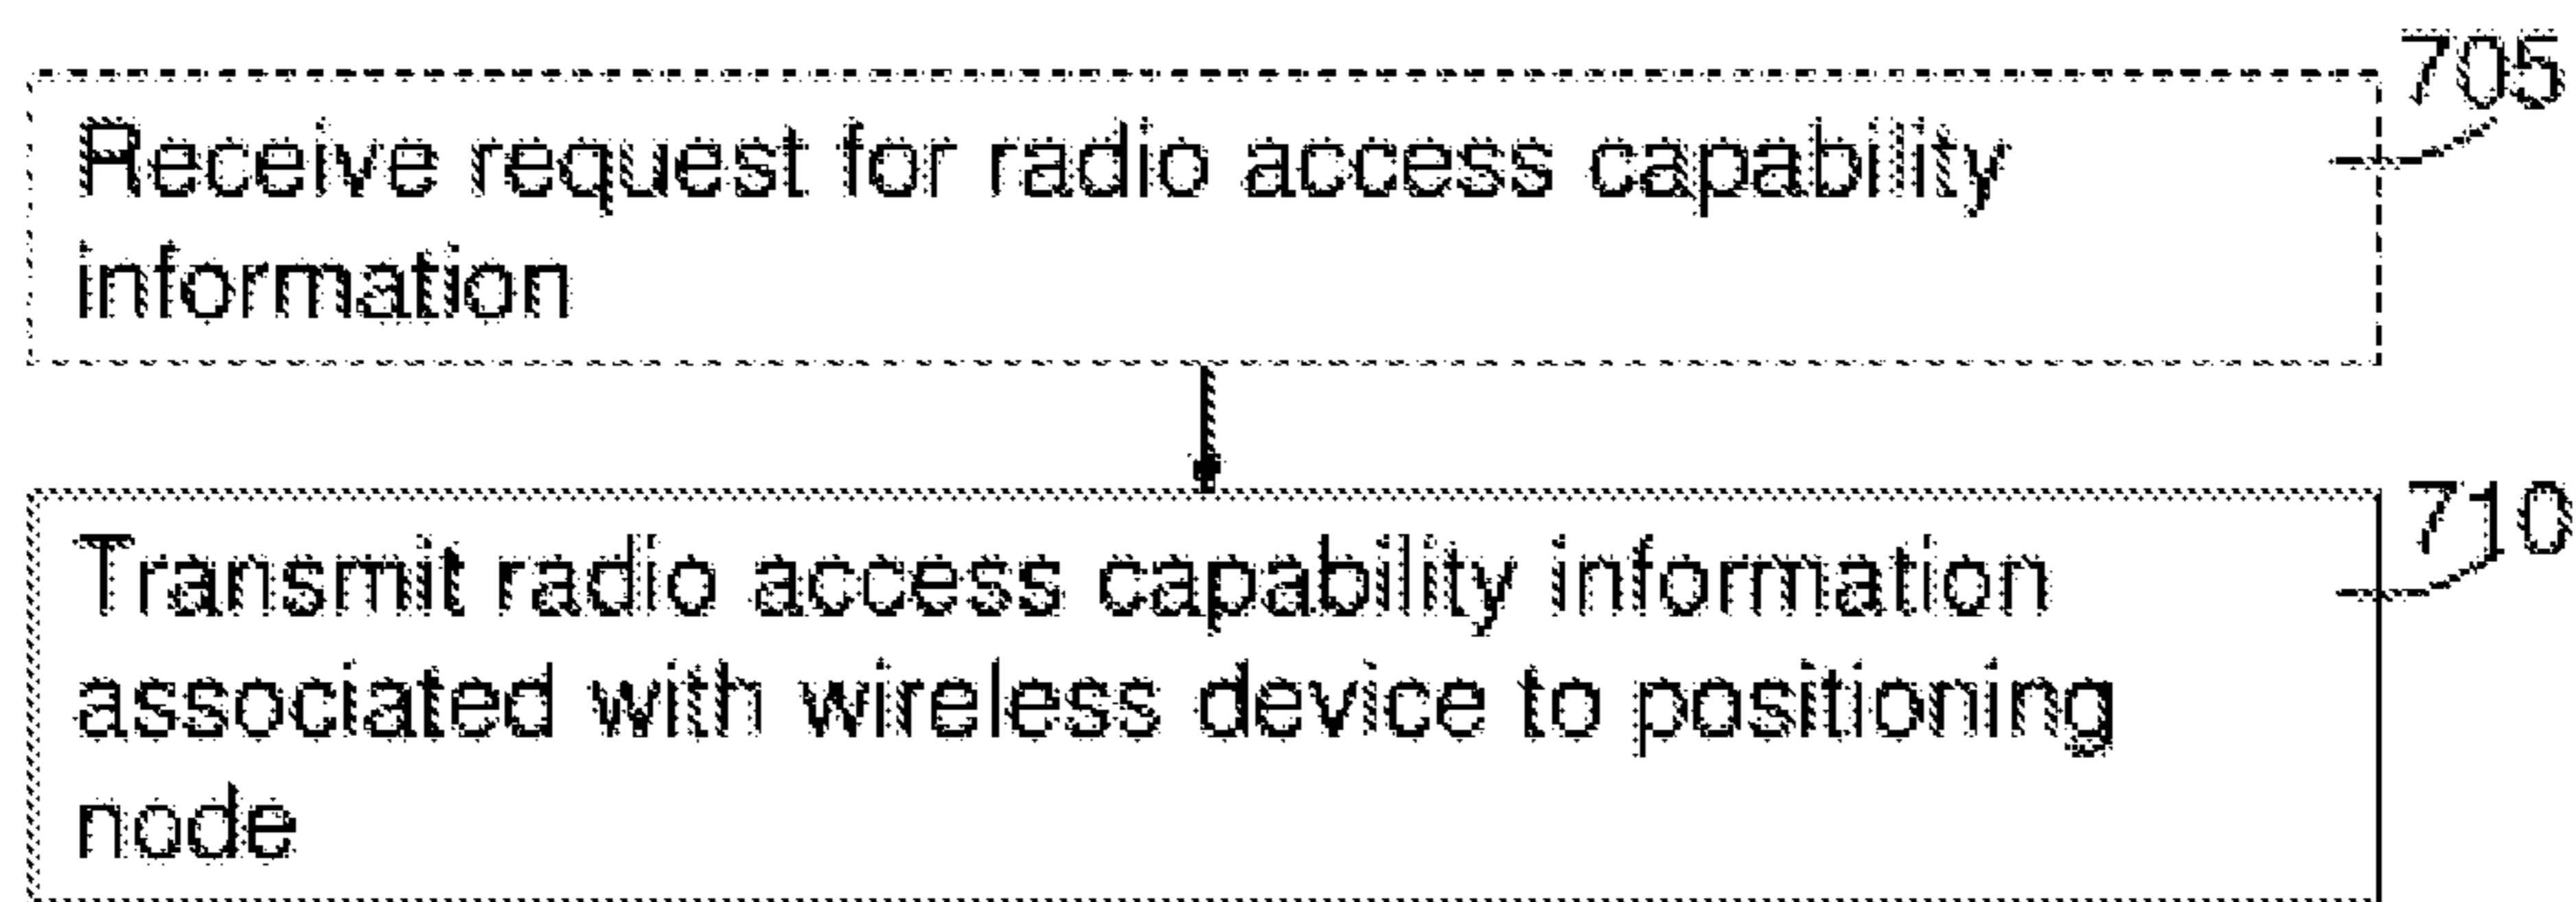 705
Receive request for radio access capability
information
710
Transmit radio access capability information
associated with wireless device to positioning
node